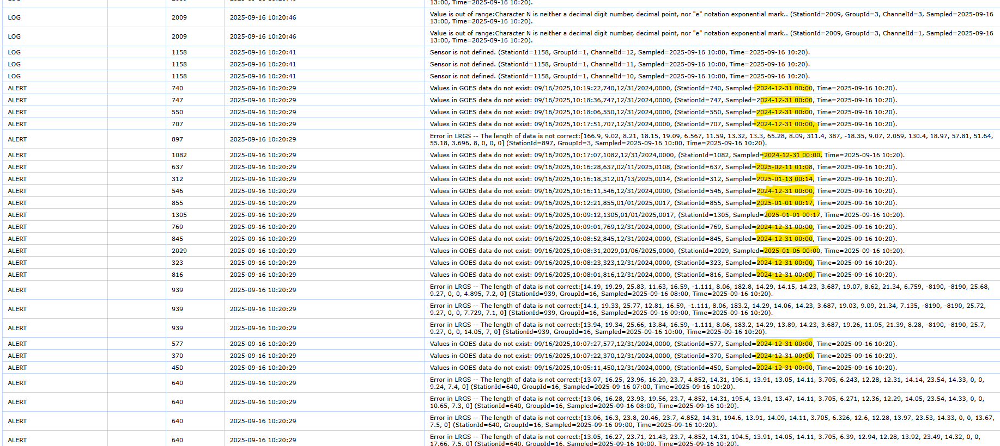 13:00, Time=2025-09-16 10:20).
LOG 2009 2025-09-16 10:20:46 Value is out of range:Character N is neither a decimal digit number, decimal point, nor "e" notation exponential mark.. (StationId=2009, GroupId=3, ChannelId=3, Sampled=2025-09-16
13:00, Time=2025-09-16 10:20).
LOG 2009 2025-09-16 10:20:46 Value is out of range:Character N is neither a decimal digit number, decimal point, nor "e" notation exponential mark.. (StationId=2009, GroupId=3, ChannelId=1, Sampled=2025-09-16
13:00, Time=2025-09-16 10:20).
LOG 1158 2025-09-16 10:20:41 Sensor is not defined. (StationId=1158, GroupId=1, ChannelId=12, Sampled=2025-09-16 10:00, Time=2025-09-16 10:20).
LOG 1158 2025-09-16 10:20:41 Sensor is not defined. (StationId=1158, GroupId=1, ChannelId=11, Sampled=2025-09-16 10:00, Time=2025-09-16 10:20).
LOG 1158 2025-09-16 10:20:41 Sensor is not defined. (StationId=1158, GroupId=1, ChannelId=10, Sampled=2025-09-16 10:00, Time=2025-09-16 10:20).
ALERT 740 2025-09-16 10:20:29 Values in GOES data do not exist: 09/16/2025,10:19:22,740,12/31/2024,0000, (StationId=740, Sampled=2024-12-31 00:00, Time=2025-09-16 10:20).
ALERT 747 2025-09-16 10:20:29 Values in GOES data do not exist: 09/16/2025,10:18:36,747,12/31/2024,0000, (StationId=747, Sampled=2024-12-31 00:00, Time=2025-09-16 10:20).
ALERT 550 2025-09-16 10:20:29 Values in GOES data do not exist: 09/16/2025,10:18:06,550,12/31/2024,0000, (StationId=550, Sampled=2024-12-31 00:00, Time=2025-09-16 10:20).
ALERT 707 2025-09-16 10:20:29 Values in GOES data do not exist: 09/16/2025,10:17:51,707,12/31/2024,0000, (StationId=707, Sampled=2024-12-31 00:00, Time=2025-09-16 10:20).
ALERT 897 2025-09-16 10:20:29 Error in LRGS -- The length of data is not correct:[166.9, 9.02, 8.21, 18.15, 19.09, 6.567, 11.59, 13.32, 13.3, 65.28, 8.09, 311.4, 387, -18.35, 9.07, 2.059, 130.4, 18.97, 57.81, 51.64,
55.18, 3.696, 8, 0, 0, 0] (StationId=897, GroupId=3, Sampled=2025-09-16 10:00, Time=2025-09-16 10:20).
ALERT 1082 2025-09-16 10:20:29 Values in GOES data do not exist: 09/16/2025,10:17:07,1082,12/31/2024,0000, (StationId=1082, Sampled=2024-12-31 00:00, Time=2025-09-16 10:20).
ALERT 637 2025-09-16 10:20:29 Values in GOES data do not exist: 09/16/2025,10:16:28,637,02/11/2025,0108, (StationId=637, Sampled=2025-02-11 01:08, Time=2025-09-16 10:20).
ALERT 312 2025-09-16 10:20:29 Values in GOES data do not exist: 09/16/2025,10:16:18,312,01/13/2025,0014, (StationId=312, Sampled=2025-01-13 00:14, Time=2025-09-16 10:20).
ALERT 546 2025-09-16 10:20:29 Values in GOES data do not exist: 09/16/2025,10:16:11,546,12/31/2024,0000, (StationId=546, Sampled=2024-12-31 00:00, Time=2025-09-16 10:20).
ALERT 855 2025-09-16 10:20:29 Values in GOES data do not exist: 09/16/2025,10:12:21,855,01/01/2025,0017, (StationId=855, Sampled=2025-01-01 00:17, Time=2025-09-16 10:20).
ALERT 1305 2025-09-16 10:20:29 Values in GOES data do not exist: 09/16/2025,10:09:12,1305,01/01/2025,0017, (StationId=1305, Sampled=2025-01-01 00:17, Time=2025-09-16 10:20).
ALERT 769 2025-09-16 10:20:29 Values in GOES data do not exist: 09/16/2025,10:09:01,769,12/31/2024,0000, (StationId=769, Sampled=2024-12-31 00:00, Time=2025-09-16 10:20).
ALERT 845 2025-09-16 10:20:29 Values in GOES data do not exist: 09/16/2025,10:08:52,845,12/31/2024,0000, (StationId=845, Sampled=2024-12-31 00:00, Time=2025-09-16 10:20).
ALERT 2029 2025-09-16 10:20:29 Values in GOES data do not exist: 09/16/2025,10:08:31,2029,01/06/2025,0000, (StationId=2029, Sampled=2025-01-06 00:00, Time=2025-09-16 10:20).
ALERT 323 2025-09-16 10:20:29 Values in GOES data do not exist: 09/16/2025,10:08:23,323,12/31/2024,0000, (StationId=323, Sampled=2024-12-31 00:00, Time=2025-09-16 10:20).
ALERT 816 2025-09-16 10:20:29 Values in GOES data do not exist: 09/16/2025,10:08:01,816,12/31/2024,0000, (StationId=816, Sampled=2024-12-31 00:00, Time=2025-09-16 10:20).
ALERT 939 2025-09-16 10:20:29 Error in LRGS -- The length of data is not correct:[14.19, 19.29, 25.83, 11.63, 16.59, -1.111, 8.06, 182.8, 14.29, 14.15, 14.23, 3.687, 19.07, 8.62, 21.34, 6.759, -8190, -8190, 25.68,
9.27, 0, 0, 4.895, 7.2, 0] (StationId=939, GroupId=16, Sampled=2025-09-16 08:00, Time=2025-09-16 10:20).
ALERT 939 2025-09-16 10:20:29 Error in LRGS -- The length of data is not correct:[14.1, 19.33, 25.77, 12.81, 16.59, -1.111, 8.06, 183.2, 14.29, 14.06, 14.23, 3.687, 19.03, 9.09, 21.34, 7.135, -8190, -8190, 25.72,
9.27, 0, 0, 7.729, 7.1, 0] (StationId=939, GroupId=16, Sampled=2025-09-16 09:00, Time=2025-09-16 10:20).
ALERT 939 2025-09-16 10:20:29 Error in LRGS -- The length of data is not correct:[13.94, 19.34, 25.66, 13.84, 16.59, -1.111, 8.06, 183.2, 14.29, 13.89, 14.23, 3.687, 19.26, 11.05, 21.39, 8.28, -8190, -8190, 25.7,
9.27, 0, 0, 14.05, 7, 0] (StationId=939, GroupId=16, Sampled=2025-09-16 10:00, Time=2025-09-16 10:20).
ALERT 577 2025-09-16 10:20:29 Values in GOES data do not exist: 09/16/2025,10:07:27,577,12/31/2024,0000, (StationId=577, Sampled=2024-12-31 00:00, Time=2025-09-16 10:20).
ALERT 370 2025-09-16 10:20:29 Values in GOES data do not exist: 09/16/2025,10:07:22,370,12/31/2024,0000, (StationId=370, Sampled=2024-12-31 00:00, Time=2025-09-16 10:20).
ALERT 450 2025-09-16 10:20:29 Values in GOES data do not exist: 09/16/2025,10:05:11,450,12/31/2024,0000, (StationId=450, Sampled=2024-12-31 00:00, Time=2025-09-16 10:20).
ALERT 640 2025-09-16 10:20:29 Error in LRGS -- The length of data is not correct:[13.07, 16.25, 23.96, 16.29, 23.7, 4.852, 14.31, 196.1, 13.91, 13.05, 14.11, 3.705, 6.243, 12.28, 12.31, 14.14, 23.54, 14.33, 0, 0,
9.24, 7.4, 0] (StationId=640, GroupId=16, Sampled=2025-09-16 07:00, Time=2025-09-16 10:20).
ALERT 640 2025-09-16 10:20:29 Error in LRGS -- The length of data is not correct:[13.06, 16.28, 23.93, 19.56, 23.7, 4.852, 14.31, 195.4, 13.91, 13.47, 14.11, 3.705, 6.271, 12.36, 12.29, 14.05, 23.54, 14.33, 0, 0,
10.65, 7.3, 0] (StationId=640, GroupId=16, Sampled=2025-09-16 08:00, Time=2025-09-16 10:20).
ALERT 640 2025-09-16 10:20:29 Error in LRGS -- The length of data is not correct:[13.06, 16.3, 23.8, 20.46, 23.7, 4.852, 14.31, 194.6, 13.91, 14.09, 14.11, 3.705, 6.326, 12.6, 12.28, 13.97, 23.53, 14.33, 0, 0, 13.67,
7.5, 0] (StationId=640, GroupId=16, Sampled=2025-09-16 09:00, Time=2025-09-16 10:20).
ALERT 640 2025-09-16 10:20:29 Error in LRGS -- The length of data is not correct:[13.05, 16.27, 23.71, 21.43, 23.7, 4.852, 14.31, 194.5, 13.91, 14.05, 14.11, 3.705, 6.39, 12.94, 12.28, 13.92, 23.49, 14.32, 0, 0,
17.66, 7.5, 0] (StationId=640, GroupId=16, Sampled=2025-09-16 10:00, Time=2025-09-16 10:20).